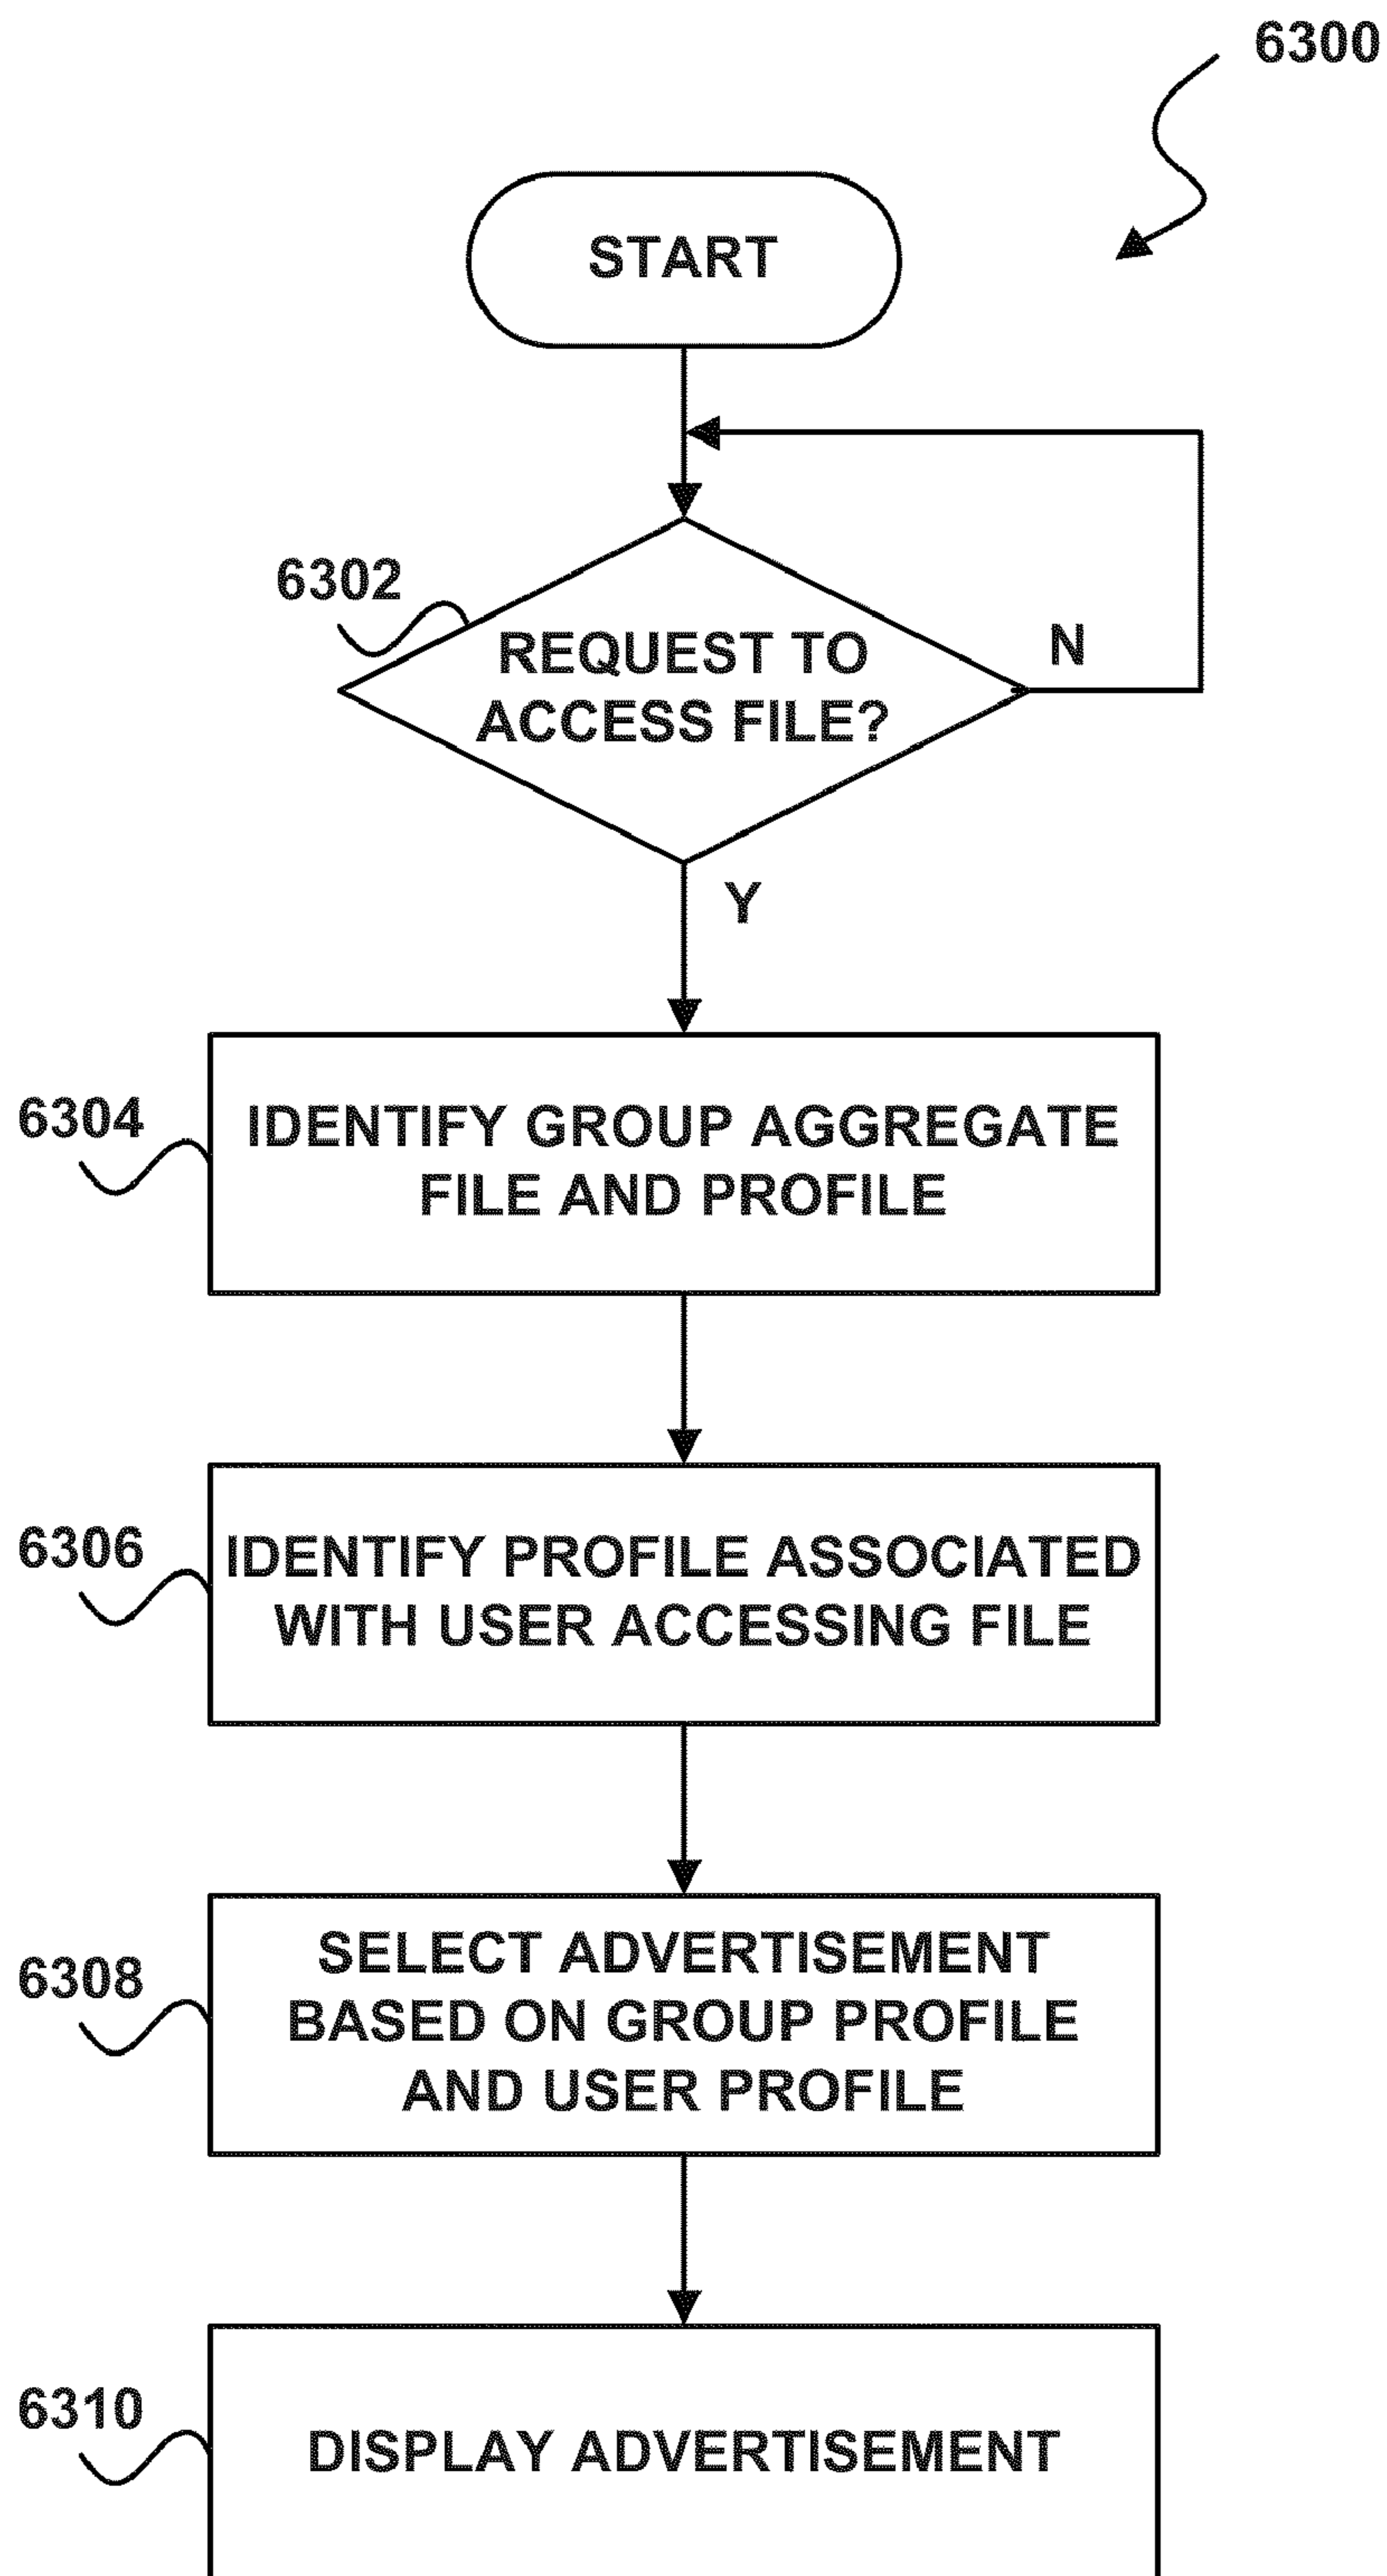 6300
START
6302
REQUEST TO
ACCESS FILE?
N
Y
6304
IDENTIFY GROUP AGGREGATE
FILE AND PROFILE
6306
IDENTIFY PROFILE ASSOCIATED
WITH USER ACCESSING FILE
6308
SELECT ADVERTISEMENT
BASED ON GROUP PROFILE
AND USER PROFILE
6310
DISPLAY ADVERTISEMENT